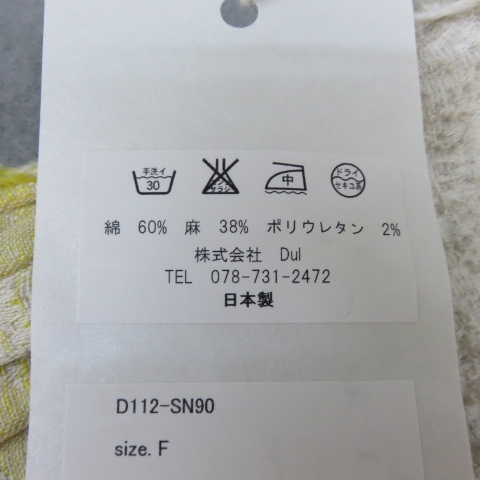 手洗イ
30
エンソ
サラシ
中
ドライ
セキユ系
綿 60% 麻 38% ポリウレタン 2%
株式会社 Dul
TEL 078-731-2472
日本製
D112-SN90
size. F